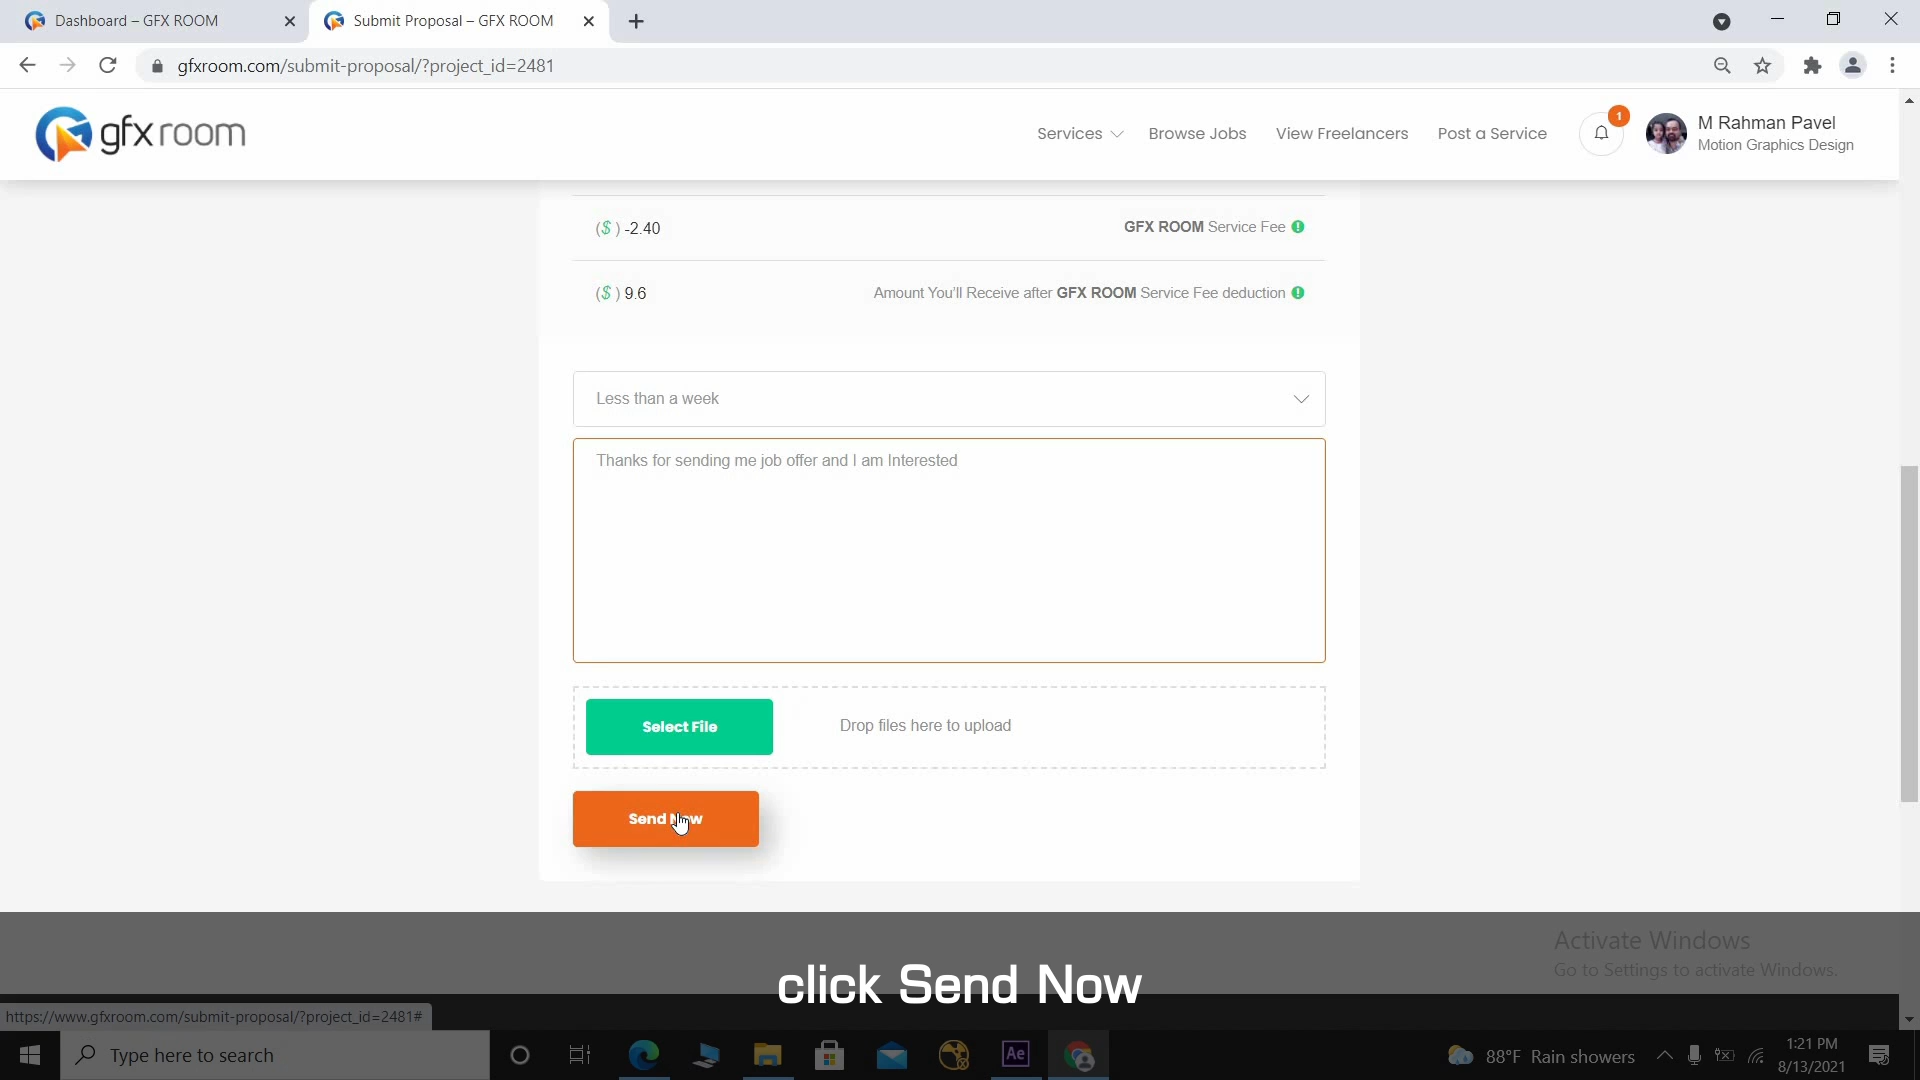 Dashboard – GFX ROOM
Submit Proposal – GFX ROOM
gfxroom.com/submit-proposal/?project_id=2481
gfxroom
Services
Browse Jobs
View Freelancers
Post a Service
1
M Rahman Pavel
Motion Graphics Design
($) -2.40
GFX ROOM Service Fee
($) 9.6
Amount You'll Receive after GFX ROOM Service Fee deduction
Less than a week
Thanks for sending me job offer and I am Interested
Select File
Drop files here to upload
Send Now
Activate Windows
Go to Settings to activate Windows.
click Send Now
https://www.gfxroom.com/submit-proposal/?project_id=2481#
Type here to search
Ae
88°F Rain showers
1:21 PM
8/13/2021